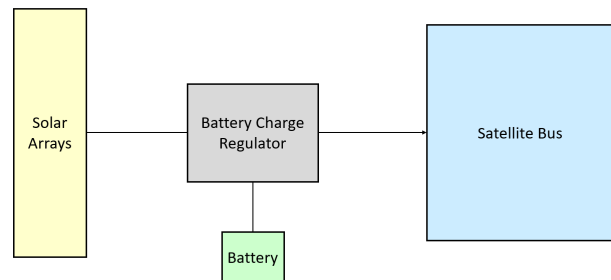 Solar
Arrays
Battery Charge
Regulator
Satellite Bus
Battery